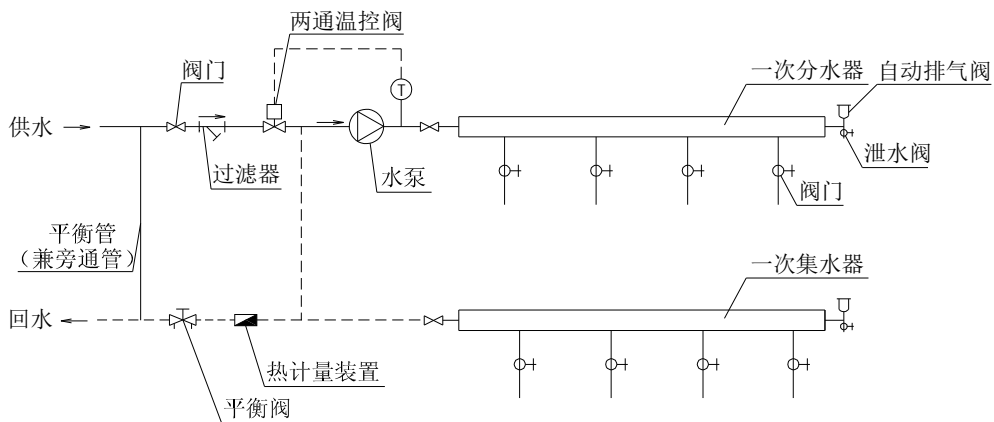 两通温控阀
阀门
T
一次分水器
自动排气阀
供水
过滤器
水泵
泄水阀
阀门
平衡管
（兼旁通管）
一次集水器
回水
热计量装置
平衡阀